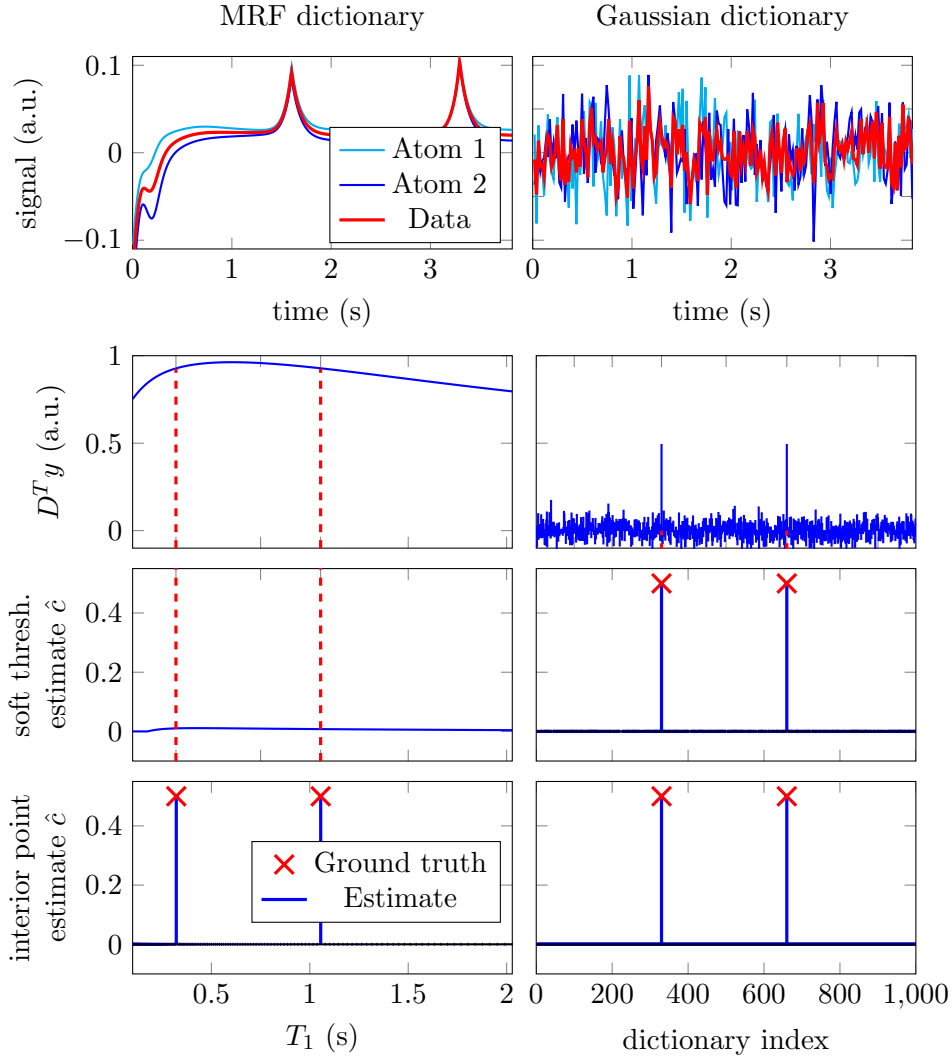 MRF dictionary
Gaussian dictionary
signal (a.u.)
0.1
0
−0.1
Atom 1
Atom 2
Data
0
1
2
3
time (s)
0
1
2
3
time (s)
D^T y (a.u.)
1
0.5
0
soft thresh.
estimate ĉ
0.4
0.2
0
interior point
estimate ĉ
0.4
0.2
0
Ground truth
Estimate
0.5
1
1.5
2
T₁ (s)
0
200
400
600
800
1,000
dictionary index